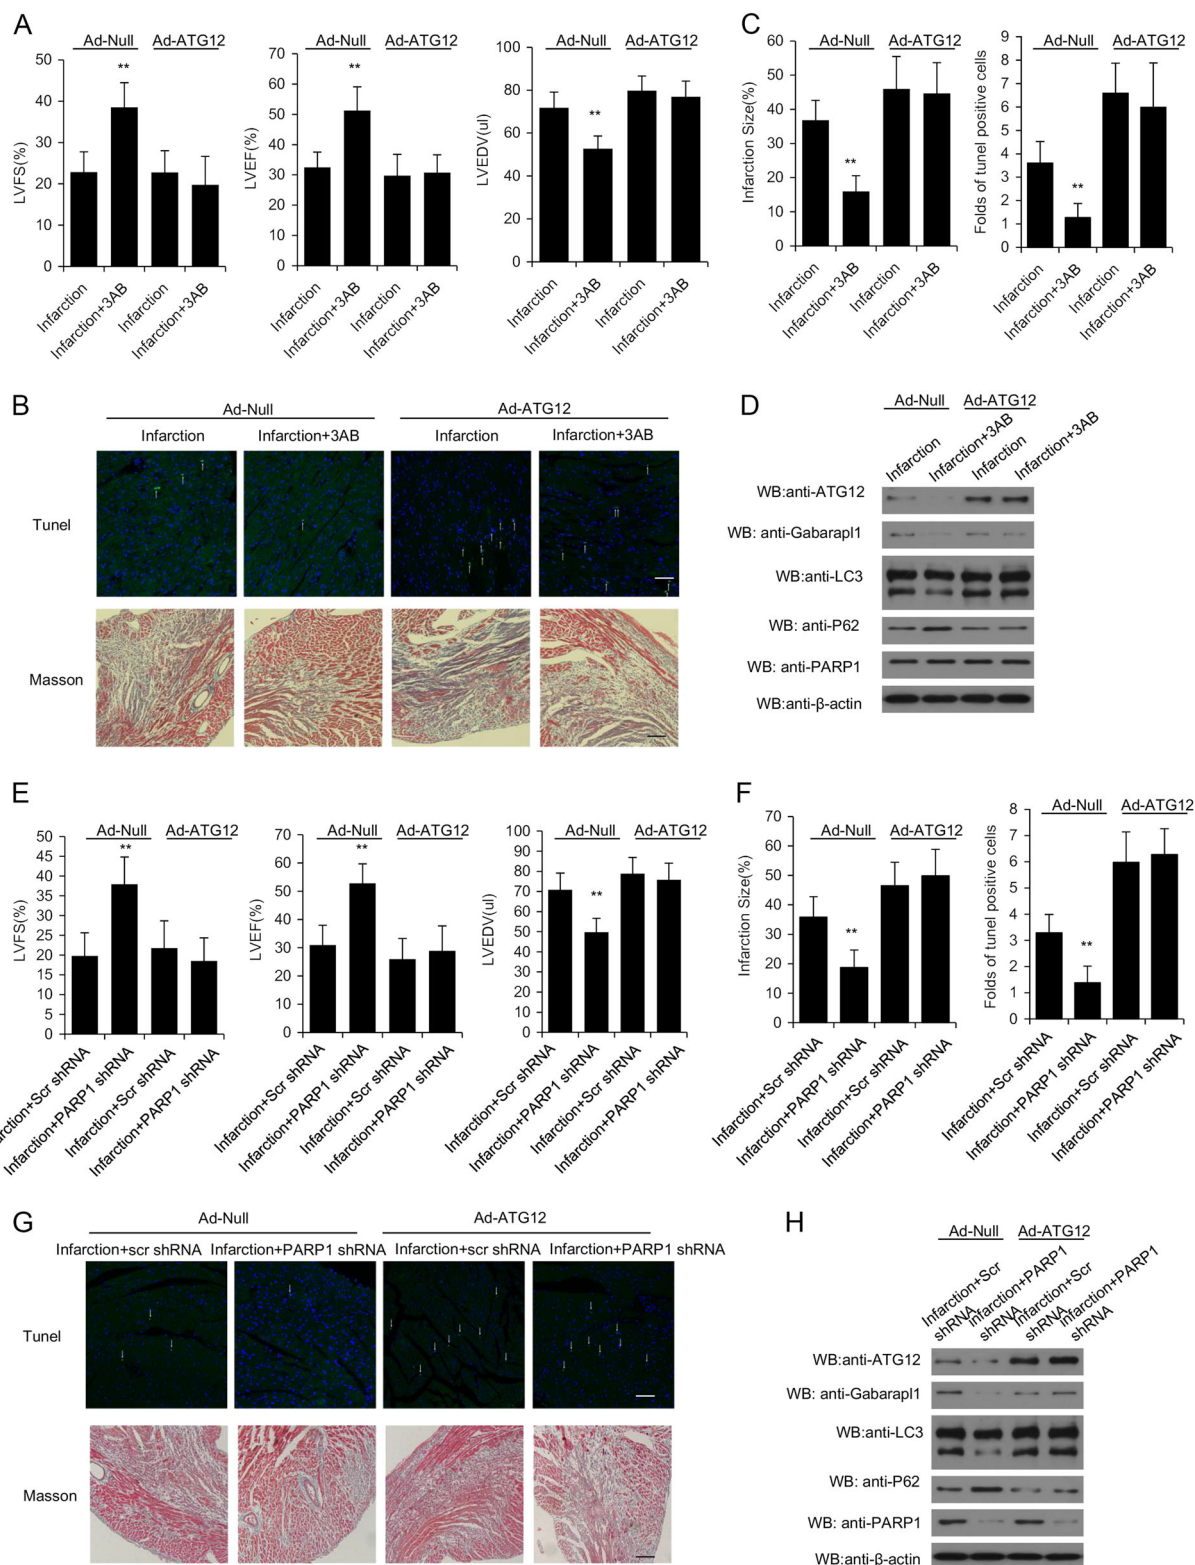 A
Ad-Null Ad-ATG12
LVFS(%)
50
40
30
20
10
0
**
Infarction
Infarction+3AB
Infarction
Infarction+3AB
Ad-Null Ad-ATG12
LVEF(%)
70
60
50
40
30
20
10
0
**
Infarction
Infarction+3AB
Infarction
Infarction+3AB
Ad-Null Ad-ATG12
LVEDV(ul)
100
80
60
40
20
0
**
Infarction
Infarction+3AB
Infarction
Infarction+3AB
C
Ad-Null Ad-ATG12
Infarction Size(%)
60
50
40
30
20
10
0
**
Infarction
Infarction+3AB
Infarction
Infarction+3AB
Ad-Null Ad-ATG12
Folds of tunel positive cells
9
8
7
6
5
4
3
2
1
0
**
Infarction
Infarction+3AB
Infarction
Infarction+3AB
B
Ad-Null Ad-ATG12
Infarction Infarction+3AB Infarction Infarction+3AB
Tunel
Masson
D
Ad-Null Ad-ATG12
Infarction
Infarction+3AB
Infarction
Infarction+3AB
WB:anti-ATG12
WB: anti-Gabarapl1
WB:anti-LC3
WB: anti-P62
WB: anti-PARP1
WB:anti-β-actin
E
Ad-Null Ad-ATG12
LVFS(%)
50
45
40
35
30
25
20
15
10
5
0
**
nfarction+Scr shRNA
Infarction+PARP1 shRNA
Infarction+Scr shRNA
Infarction+PARP1 shRNA
Ad-Null Ad-ATG12
LVEF(%)
70
60
50
40
30
20
10
0
**
Infarction+Scr shRNA
Infarction+PARP1 shRNA
Infarction+Scr shRNA
Infarction+PARP1 shRNA
Ad-Null Ad-ATG12
LVEDV(ul)
100
90
80
70
60
50
40
30
20
10
0
**
Infarction+Scr shRNA
Infarction+PARP1 shRNA
Infarction+Scr shRNA
Infarction+PARP1 shRNA
F
Ad-Null Ad-ATG12
Infarction Size(%)
70
60
50
40
30
20
10
0
**
Infarction+Scr shRNA
Infarction+PARP1 shRNA
Infarction+Scr shRNA
Infarction+PARP1 shRNA
Ad-Null Ad-ATG12
Folds of tunel positive cells
8
7
6
5
4
3
2
1
0
**
Infarction+Scr shRNA
Infarction+PARP1 shRNA
Infarction+Scr shRNA
Infarction+PARP1 shRNA
G
Ad-Null Ad-ATG12
Infarction+scr shRNA Infarction+PARP1 shRNA Infarction+scr shRNA Infarction+PARP1 shRNA
Tunel
Masson
H
Ad-Null Ad-ATG12
Infarction+Scr
shRNA
Infarction+PARP1
shRNA
Infarction+Scr
shRNA
Infarction+PARP1
shRNA
WB:anti-ATG12
WB: anti-Gabarapl1
WB:anti-LC3
WB: anti-P62
WB: anti-PARP1
WB:anti-β-actin